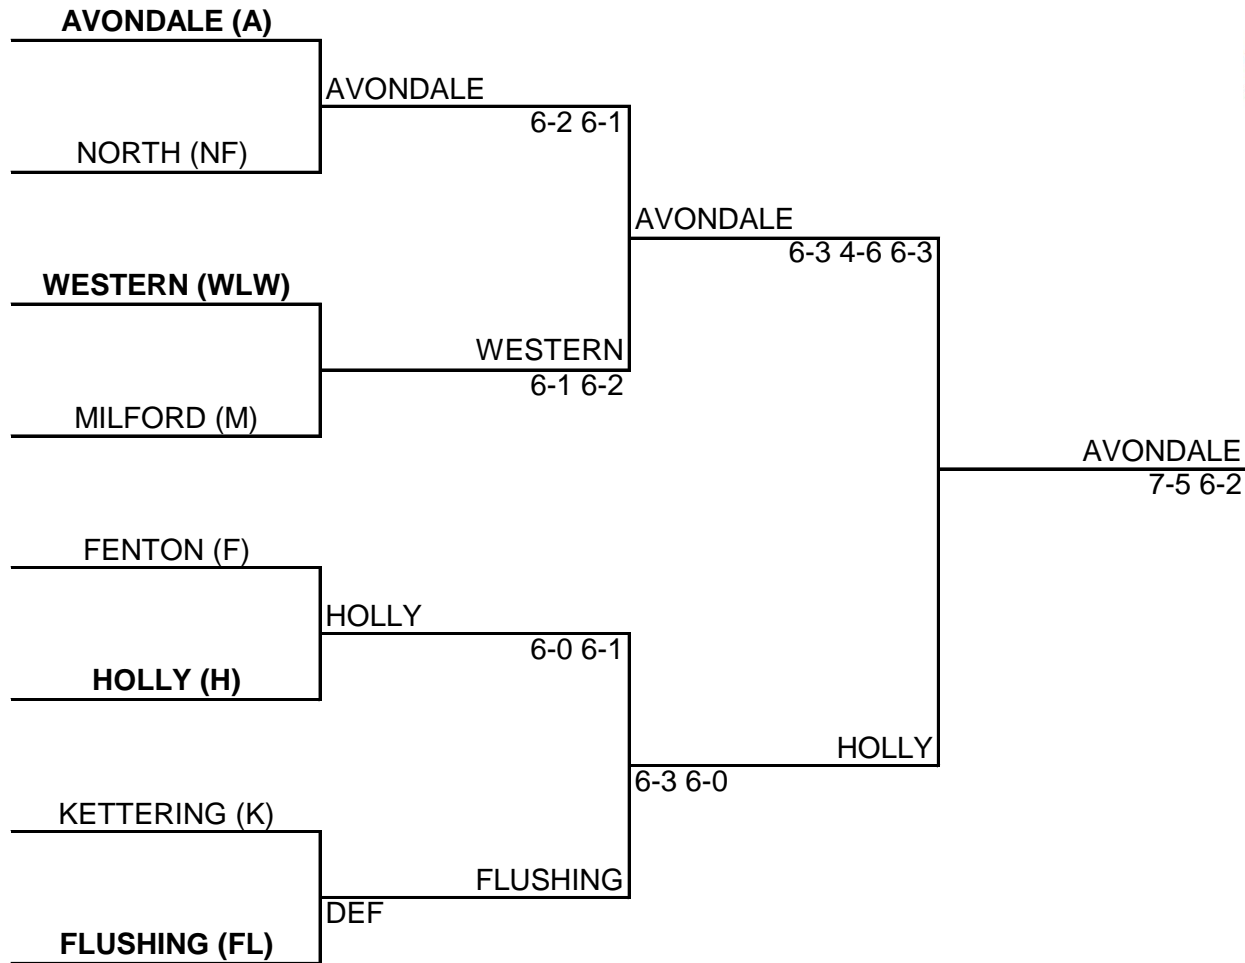 AVONDALE (A)
AVONDALE
6-2 6-1
NORTH (NF)
AVONDALE
6-3 4-6 6-3
WESTERN (WLW)
WESTERN
6-1 6-2
MILFORD (M)
AVONDALE
7-5 6-2
FENTON (F)
HOLLY
6-0 6-1
HOLLY (H)
HOLLY
6-3 6-0
KETTERING (K)
FLUSHING
DEF
FLUSHING (FL)